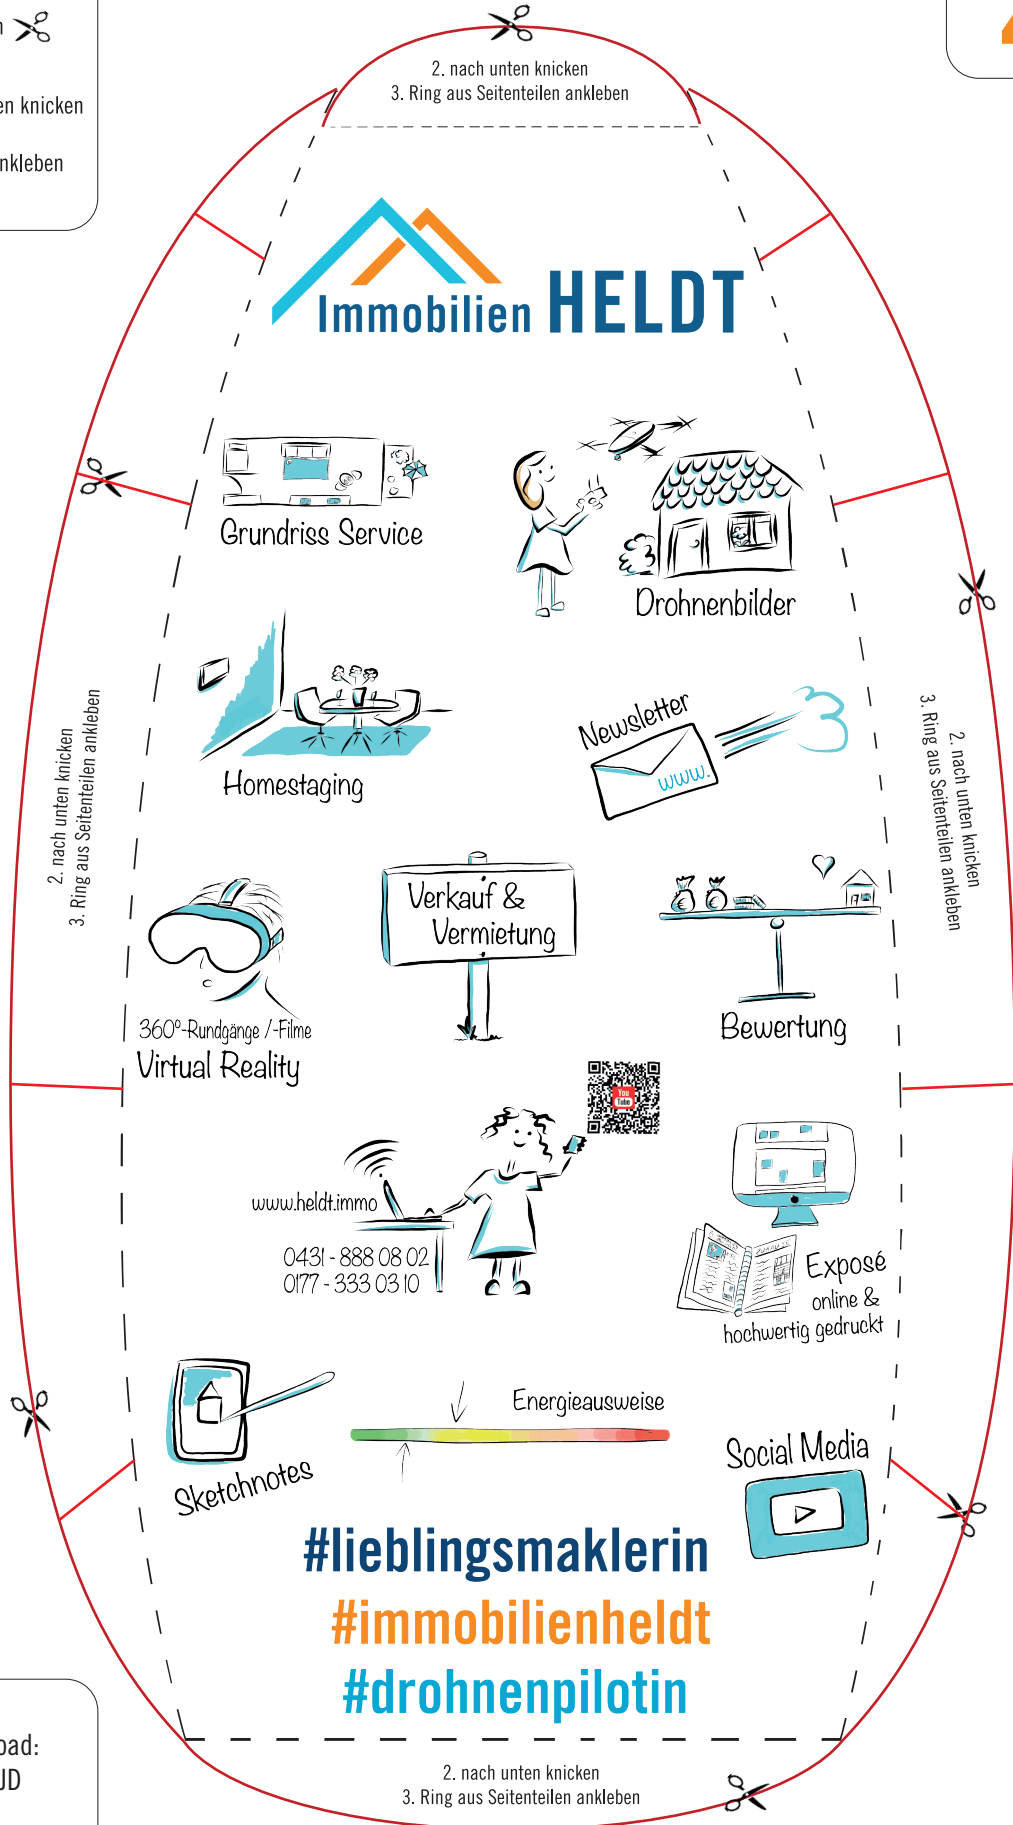 2. nach unten knicken
3. Ring aus Seitenteilen ankleben
knicken
Immobilien HELDT
Grundriss Service
Drohnenbilder
Homestaging
Newsletter
www.
2. nach unten knicken
3. Ring aus Seitenteilen ankleben
2. nach unten knicken
3. Ring aus Seitenteilen ankleben
Verkauf &
Vermietung
360°-Rundgänge /-Filme
Virtual Reality
Bewertung
You
Tube
www.heldt.immo
0431 - 888 08 02
0177 - 333 03 10
Exposé
online &
hochwertig gedruckt
Energieausweise
Sketchnotes
Social Media
#lieblingsmaklerin
#immobilienheldt
#drohnenpilotin
2. nach unten knicken
3. Ring aus Seitenteilen ankleben